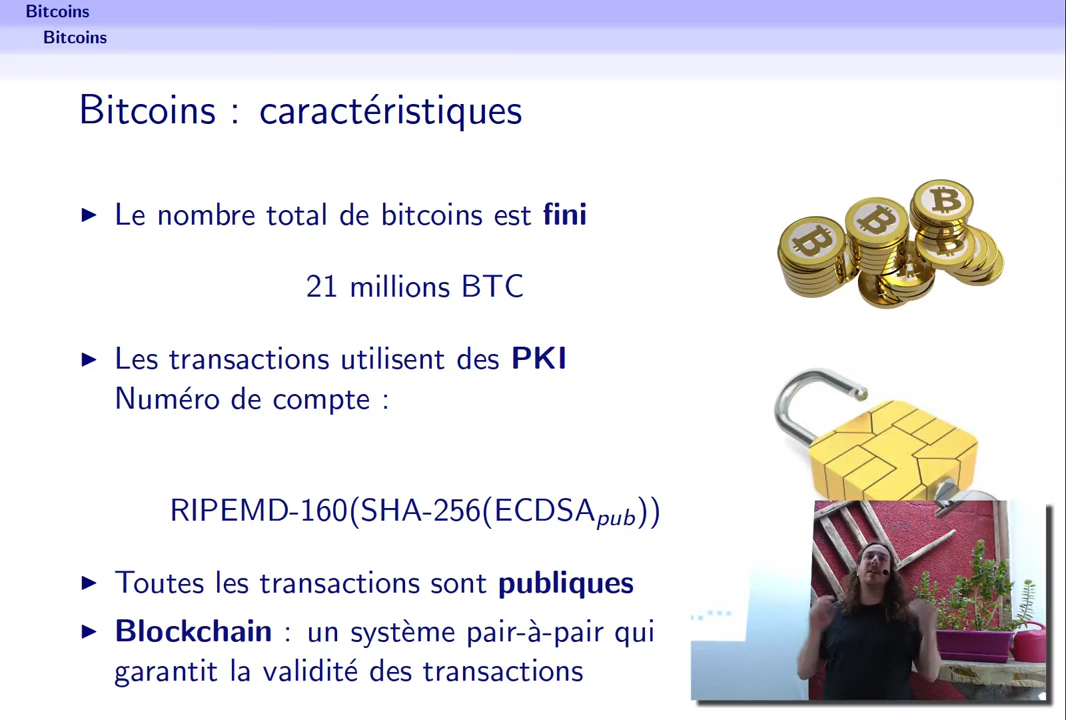 Bitcoins
Bitcoins
Bitcoins : caractéristiques
▶ Le nombre total de bitcoins est fini
21 millions BTC
▶ Les transactions utilisent des PKI
Numéro de compte :
RIPEMD-160(SHA-256(ECDSApub))
▶ Toutes les transactions sont publiques
▶ Blockchain : un système pair-à-pair qui
garantit la validité des transactions